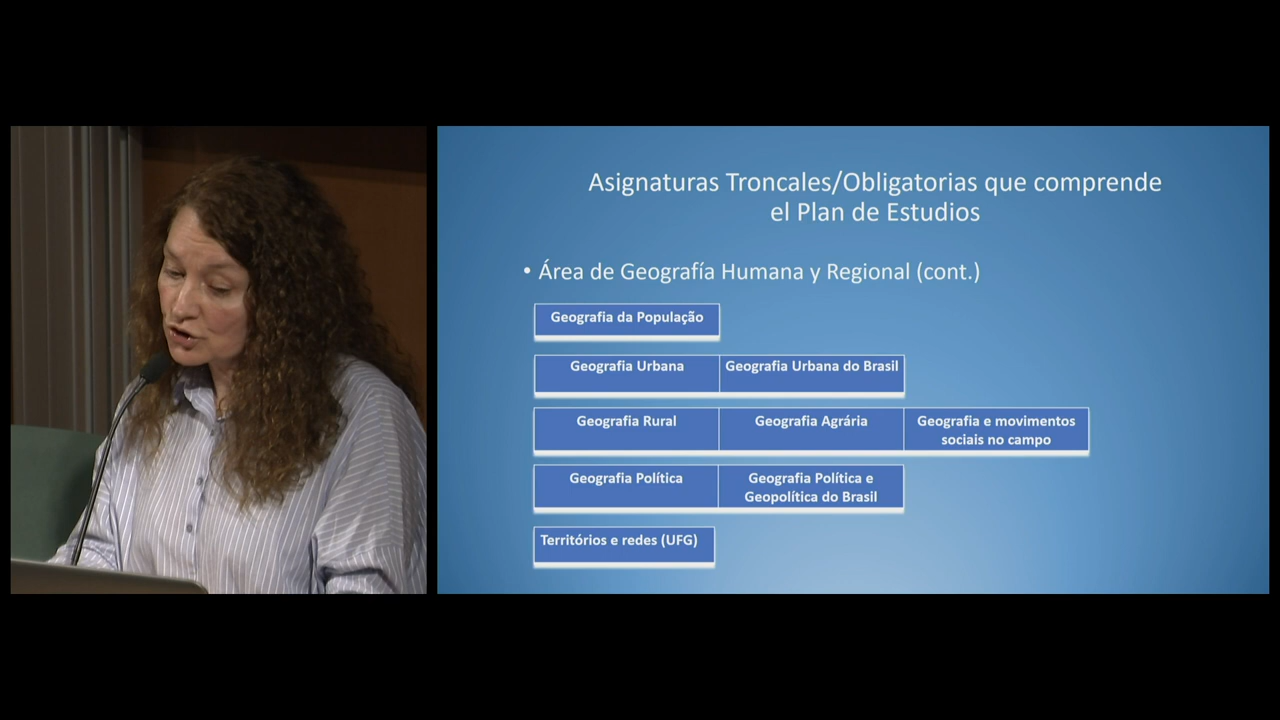 Asignaturas Troncales/Obligatorias que comprende
el Plan de Estudios
• Área de Geografía Humana y Regional (cont.)
Geografia da População
Geografia Urbana
Geografia Urbana do Brasil
Geografia Rural
Geografia Agrária
Geografia e movimentos
sociais no campo
Geografia Política
Geografia Política e
Geopolítica do Brasil
Territórios e redes (UFG)